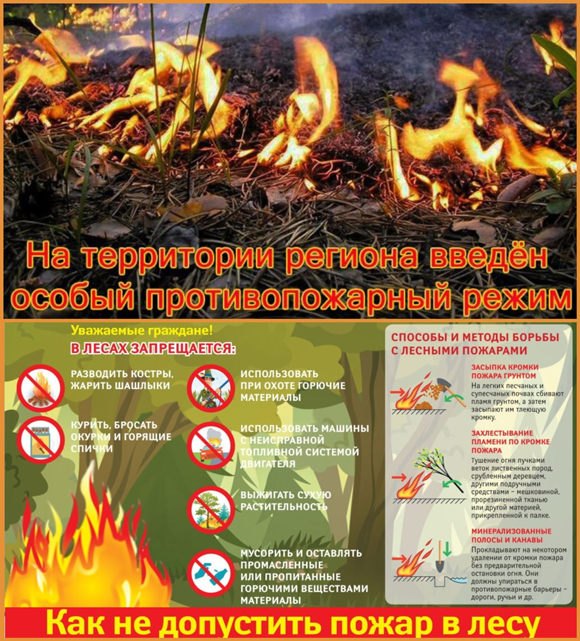 На территории региона введён
особый противопожарный режим
Уважаемые граждане!
В ЛЕСАХ ЗАПРЕЩАЕТСЯ:
РАЗВОДИТЬ КОСТРЫ,
ЖАРИТЬ ШАШЛЫКИ
КУРИТЬ, БРОСАТЬ
ОКУРКИ И ГОРЯЩИЕ
СПИЧКИ
ИСПОЛЬЗОВАТЬ
ПРИ ОХОТЕ ГОРЮЧИЕ
МАТЕРИАЛЫ
ИСПОЛЬЗОВАТЬ МАШИНЫ
С НЕИСПРАВНОЙ
ТОПЛИВНОЙ СИСТЕМОЙ
ДВИГАТЕЛЯ
ВЫЖИГАТЬ СУХУЮ
РАСТИТЕЛЬНОСТЬ
МУСОРИТЬ И ОСТАВЛЯТЬ
ПРОМАСЛЕННЫЕ
ИЛИ ПРОПИТАННЫЕ
ГОРЮЧИМИ ВЕЩЕСТВАМИ
МАТЕРИАЛЫ
СПОСОБЫ И МЕТОДЫ БОРЬБЫ
С ЛЕСНЫМИ ПОЖАРАМИ
ЗАСЫПКА КРОМКИ
ПОЖАРА ГРУНТОМ
На легких песчаных и
супесчаных почвах сбивают
пламя грунтом, а затем
засыпают им тлеющую
кромку.
ЗАХЛЕСТЫВАНИЕ
ПЛАМЕНИ ПО КРОМКЕ
ПОЖАРА
Тушение огня пучками
веток лиственных пород,
срубленным деревцем,
другими подручными
средствами – мешковиной,
прорезиненной тканью
или другой материей,
прикрепленной к палке.
МИНЕРАЛИЗОВАННЫЕ
ПОЛОСЫ И КАНАВЫ
Прокладывают на некотором
удалении от кромки пожара
без предварительной
остановки огня. Они
должны упираться в
противопожарные барьеры –
дороги, ручьи и др.
Как не допустить пожар в лесу